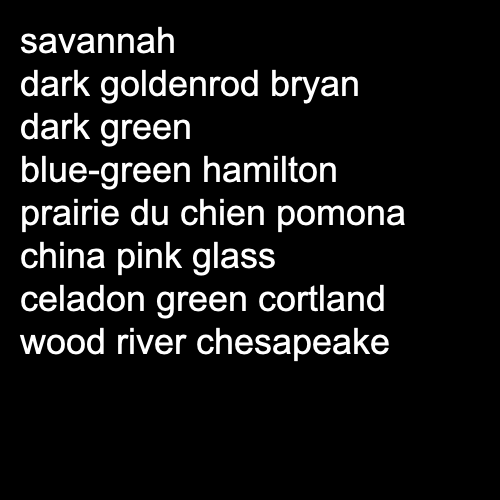 savannah
dark goldenrod bryan
dark green
blue-green hamilton
prairie du chien pomona
china pink glass
celadon green cortland
wood river chesapeake